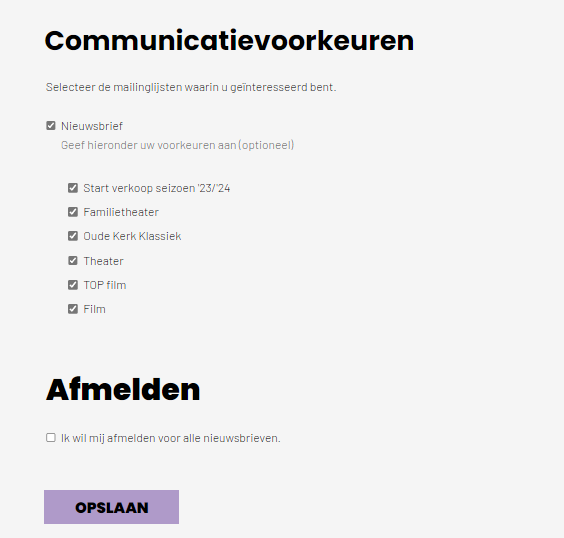 Communicatievoorkeuren
Selecteer de mailinglijsten waarin u geïnteresseerd bent.
Nieuwsbrief
Geef hieronder uw voorkeuren aan (optioneel)
Start verkoop seizoen '23/'24
Familietheater
Oude Kerk Klassiek
Theater
TOP film
Film
Afmelden
Ik wil mij afmelden voor alle nieuwsbrieven.
OPSLAAN